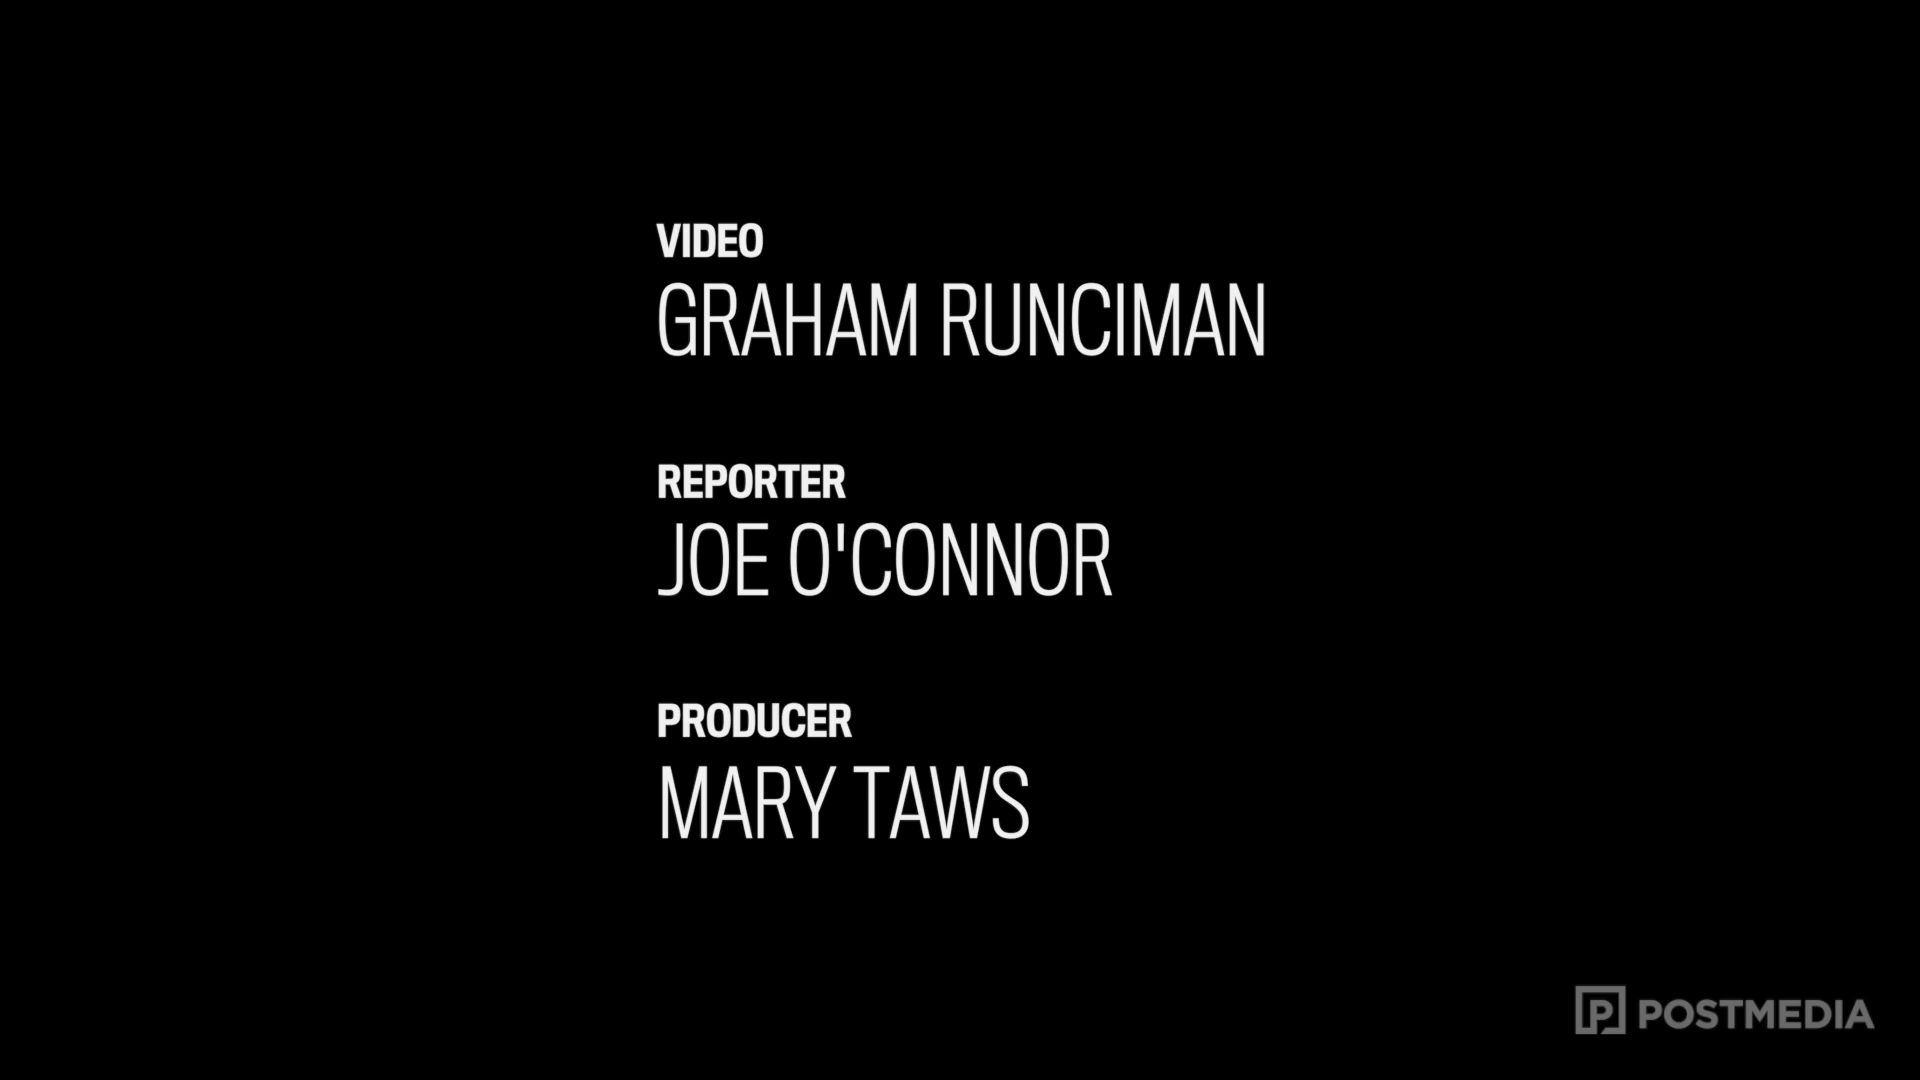 VIDEO
GRAHAM RUNCIMAN
REPORTER
JOE O'CONNOR
PRODUCER
MARY TAWS
P POSTMEDIA